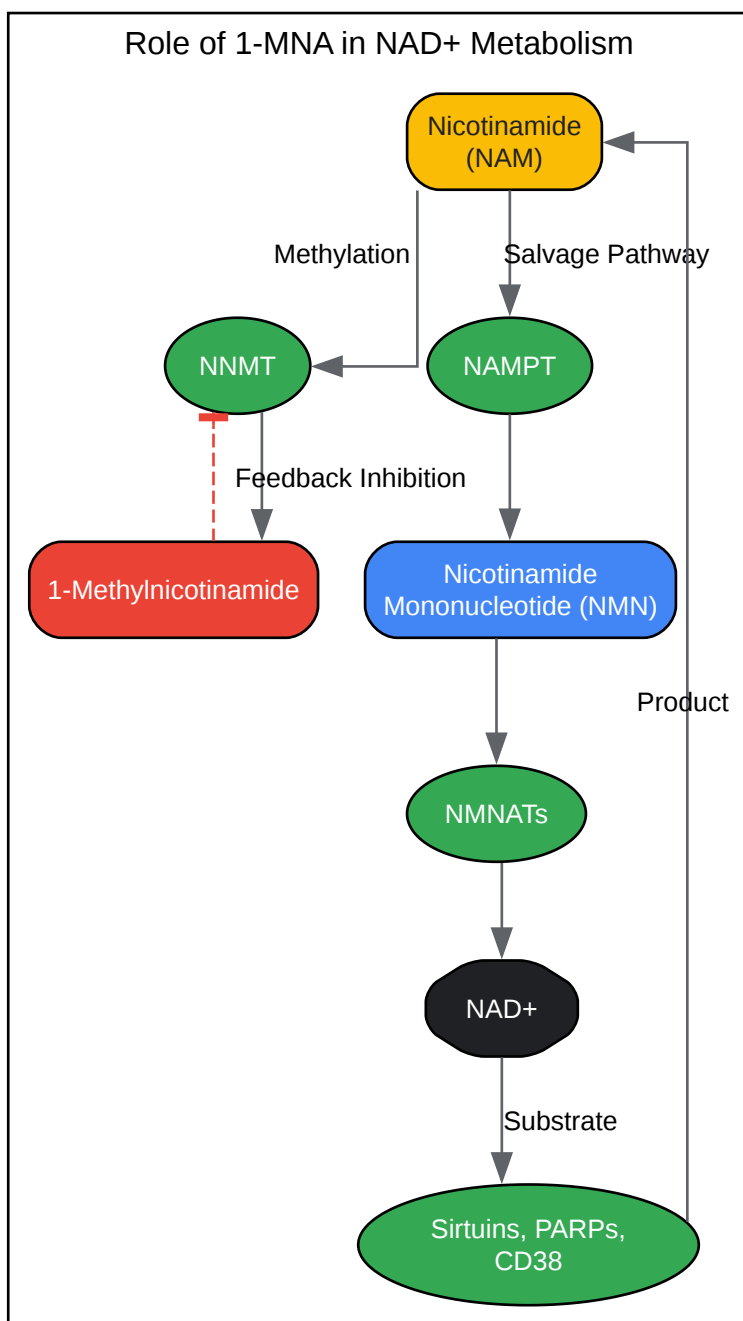 Role of 1-MNA in NAD+ Metabolism
Nicotinamide
(NAM)
Methylation
Salvage Pathway
NNMT
NAMPT
Feedback Inhibition
1-Methylnicotinamide
Nicotinamide
Mononucleotide (NMN)
Product
NMNATs
NAD+
Substrate
Sirtuins, PARPs,
CD38